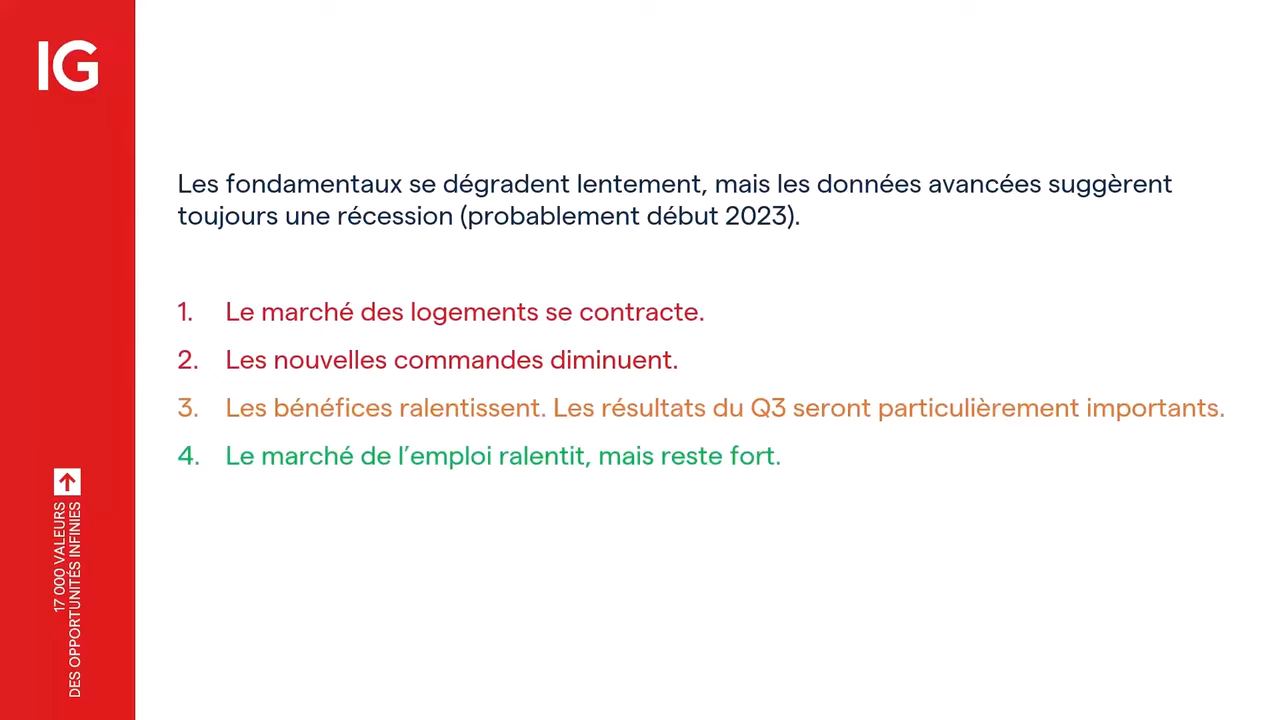 IG
Les fondamentaux se dégradent lentement, mais les données avancées suggèrent
toujours une récession (probablement début 2023).
1. Le marché des logements se contracte.
2. Les nouvelles commandes diminuent.
3. Les bénéfices ralentissent. Les résultats du Q3 seront particulièrement importants.
4. Le marché de l’emploi ralentit, mais reste fort.
17 000 VALEURS
DES OPPORTUNITÉS INFINIES